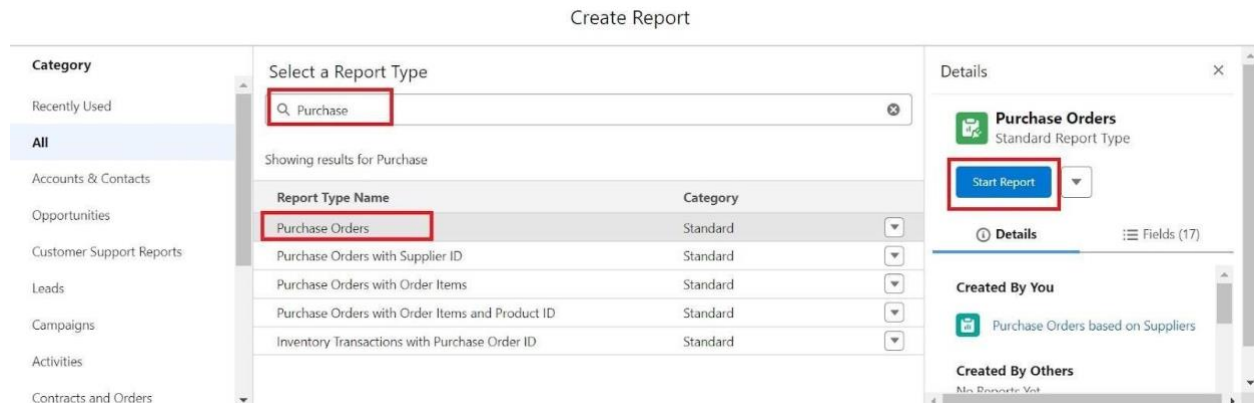 Create Report
Category
Recently Used
All
Accounts & Contacts
Opportunities
Customer Support Reports
Leads
Campaigns
Activities
Contracts and Orders
Select a Report Type
Purchase
Showing results for Purchase
Report Type Name Category
Purchase Orders Standard
Purchase Orders with Supplier ID Standard
Purchase Orders with Order Items Standard
Purchase Orders with Order Items and Product ID Standard
Inventory Transactions with Purchase Order ID Standard
Details
Purchase Orders
Standard Report Type
Start Report
Details Fields (17)
Created By You
Purchase Orders based on Suppliers
Created By Others
No Reports Yet